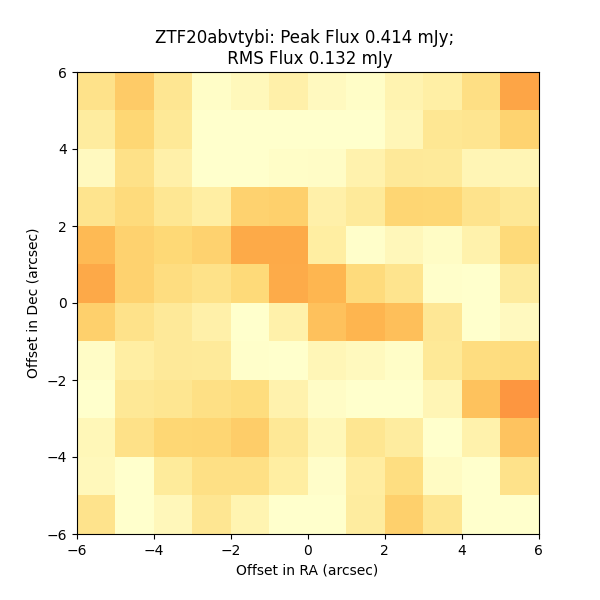 ZTF20abvtybi: Peak Flux 0.414 mJy;
RMS Flux 0.132 mJy
6
4
2
0
−2
−4
−6
Offset in Dec (arcsec)
−6 −4 −2 0 2 4 6
Offset in RA (arcsec)